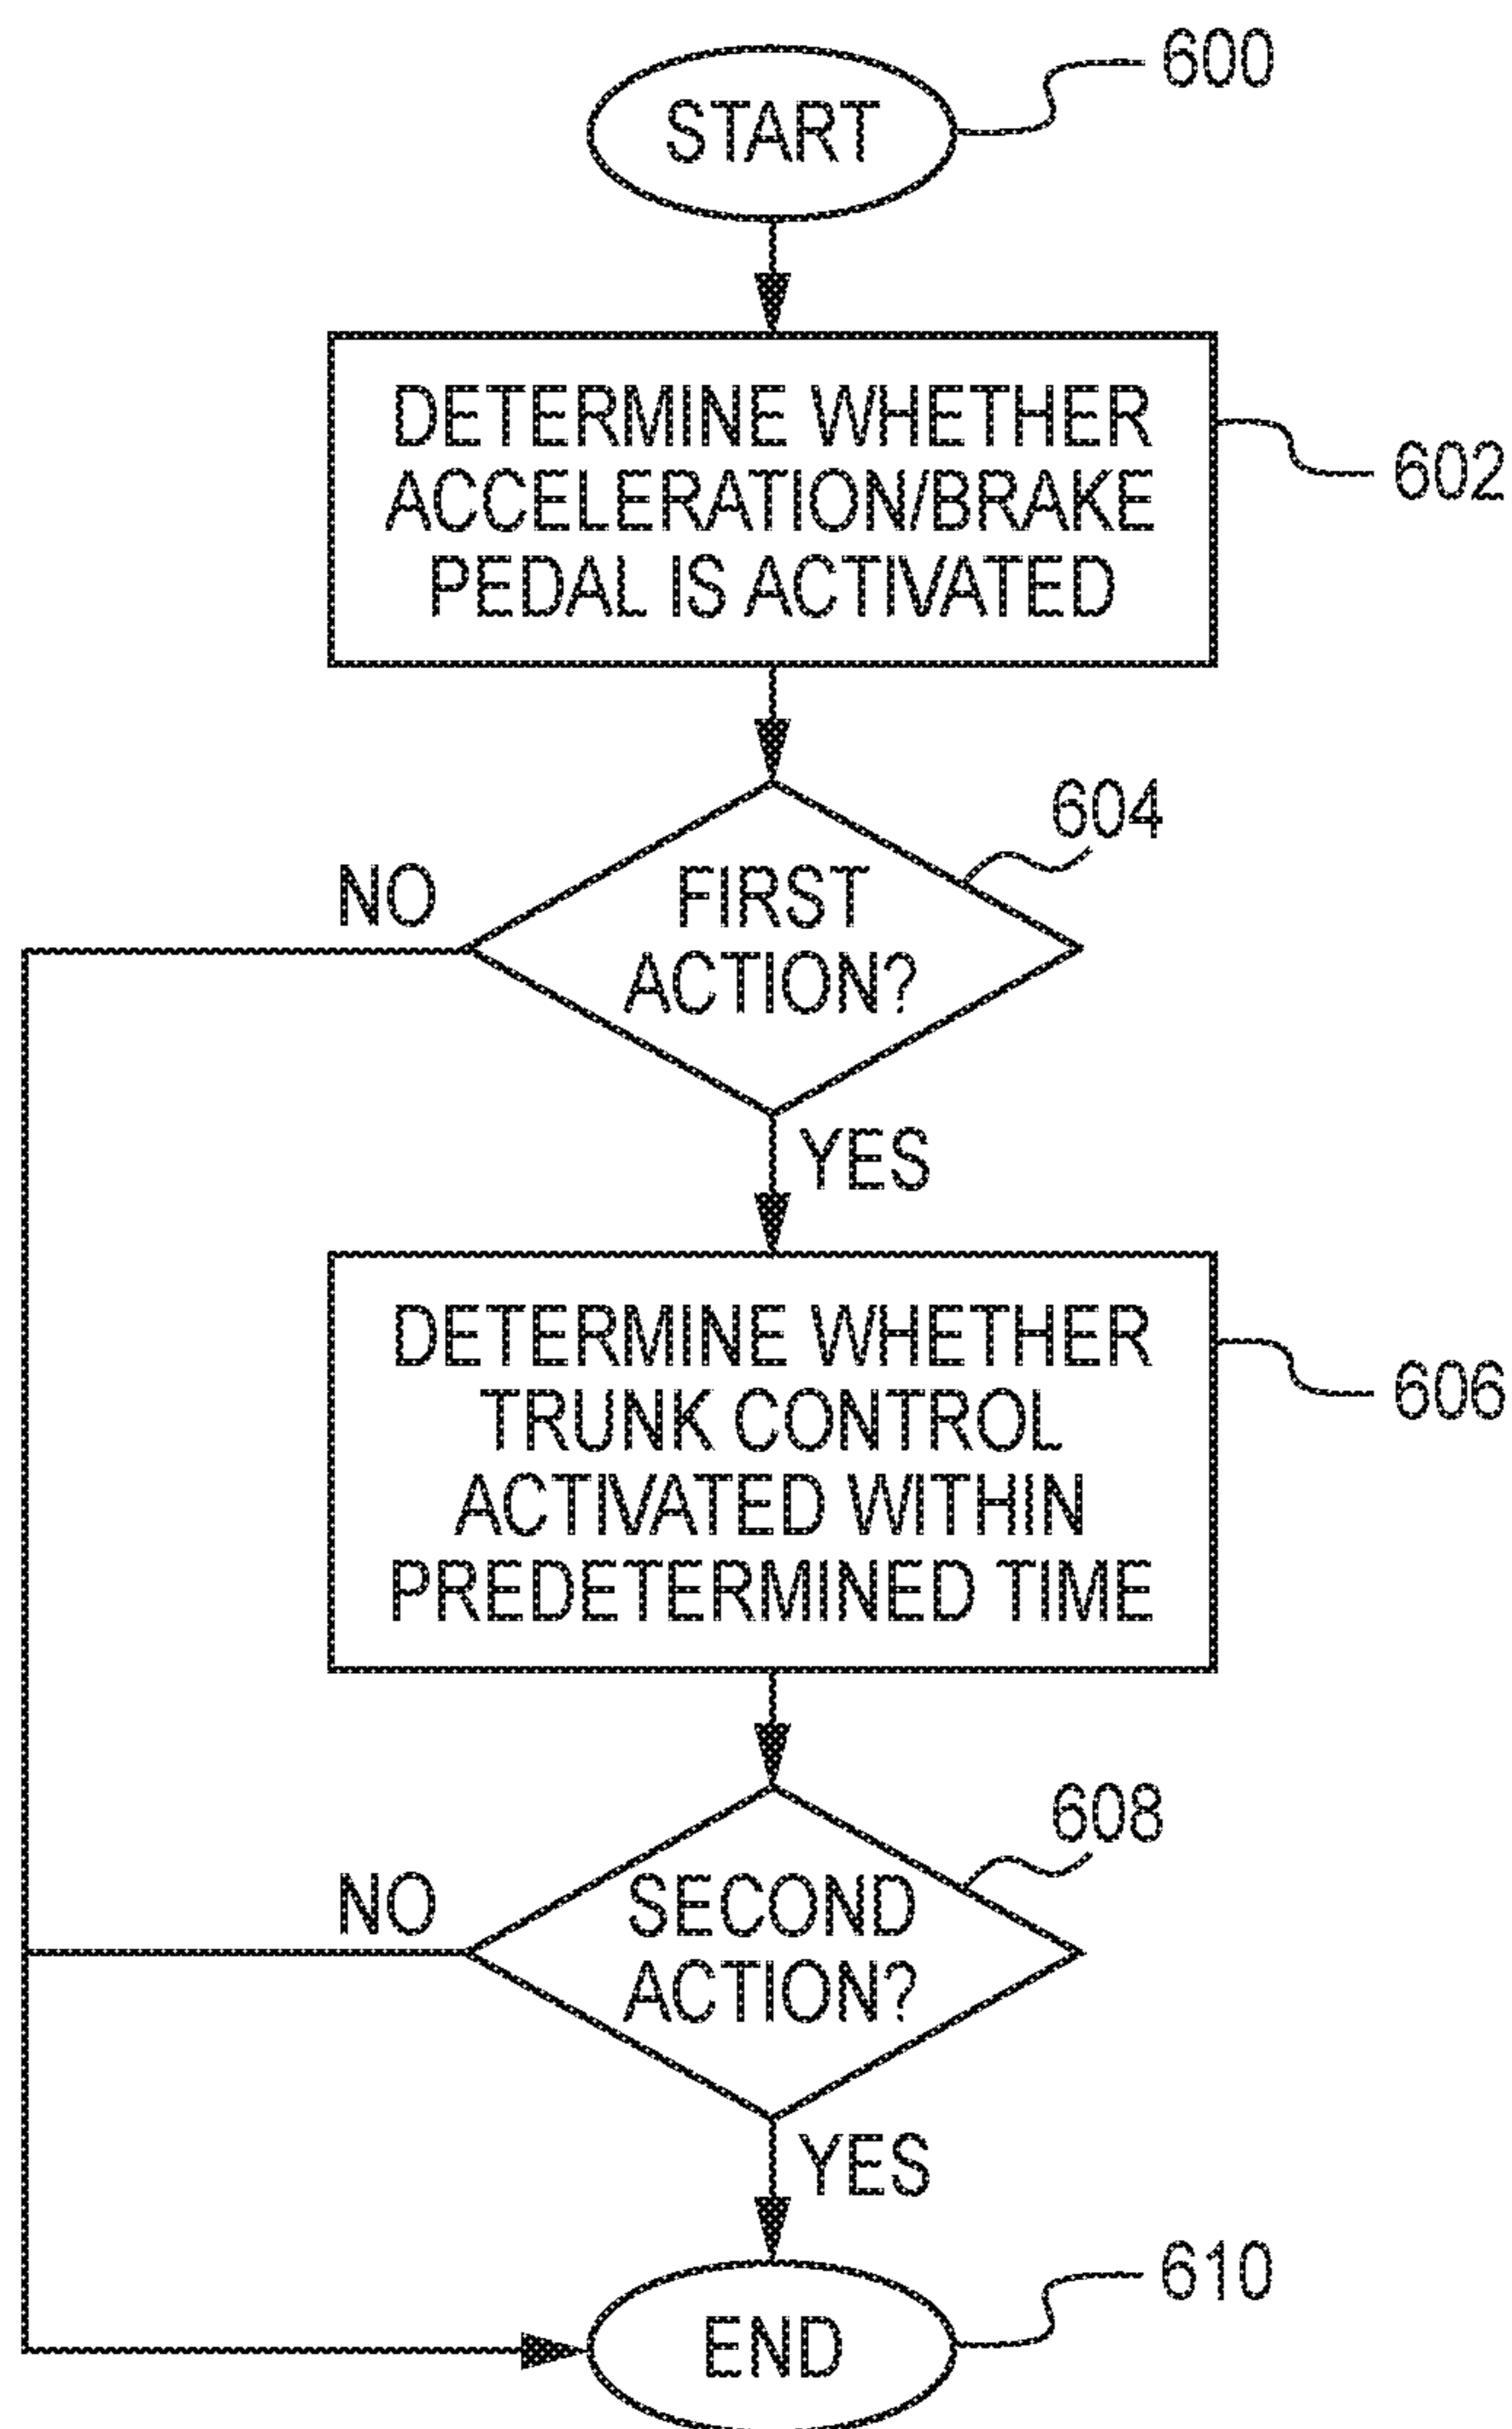 START
600
DETERMINE WHETHER
ACCELERATION/BRAKE
PEDAL IS ACTIVATED
602
604
NO
FIRST
ACTION?
YES
DETERMINE WHETHER
TRUNK CONTROL
ACTIVATED WITHIN
PREDETERMINED TIME
606
608
NO
SECOND
ACTION?
YES
610
END